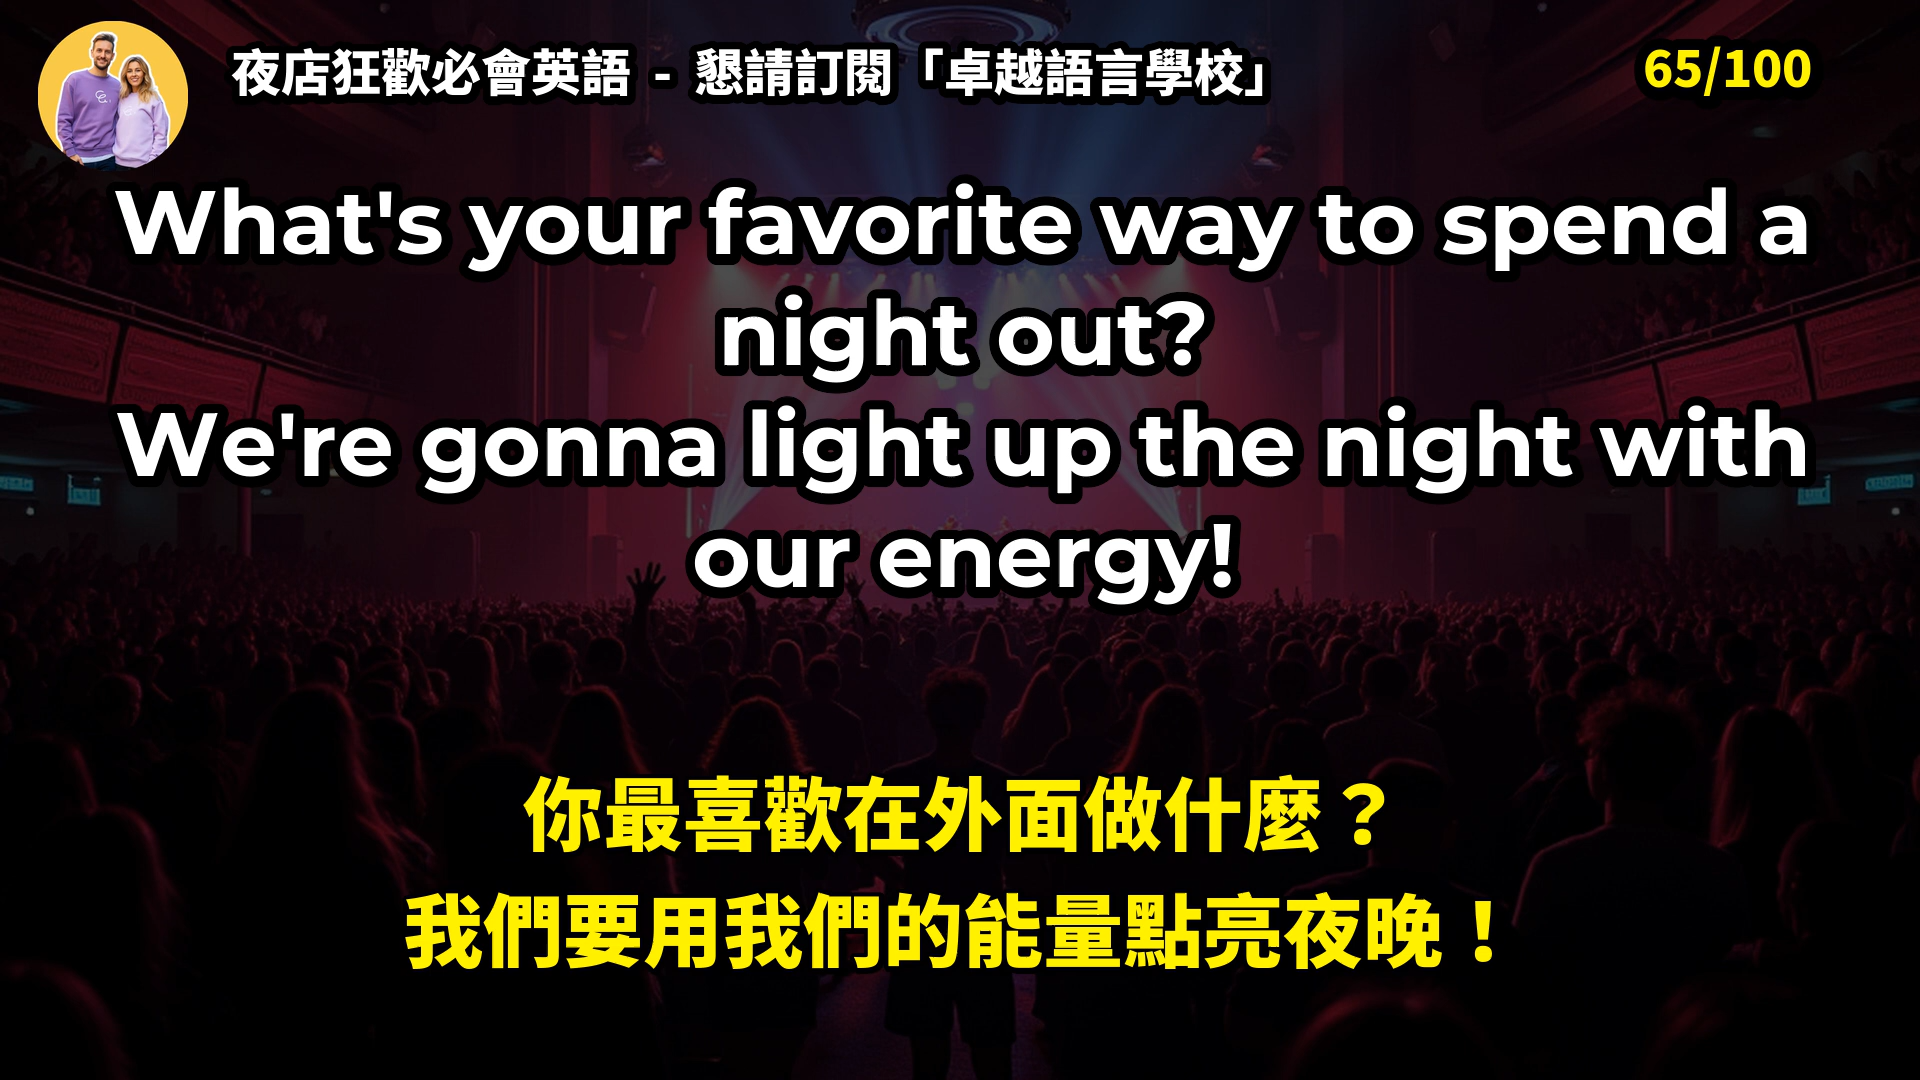 夜店狂歡必會英語 - 懇請訂閱「卓越語言學校」
65/100
What's your favorite way to spend a
night out?
We're gonna light up the night with
our energy!
你最喜歡在外面做什麼？
我們要用我們的能量點亮夜晚！